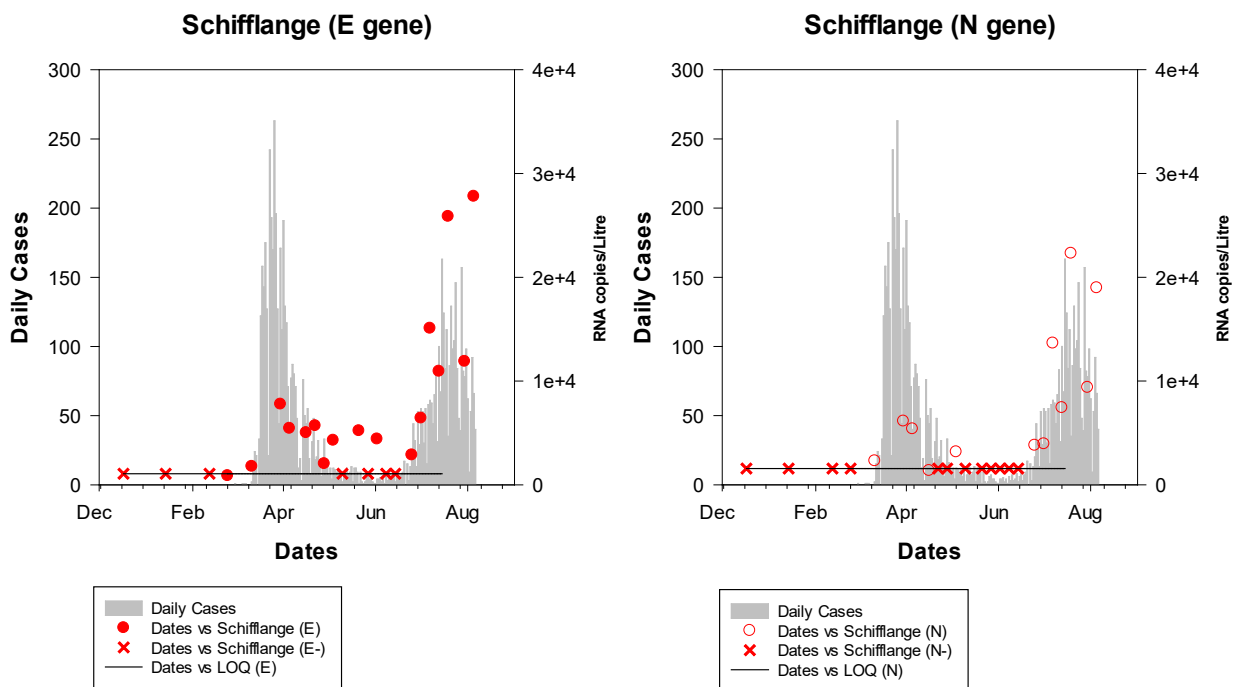 Schifflange (E gene)
300
250
200
150
100
50
0
Daily Cases
4e+4
3e+4
2e+4
1e+4
0
RNA copies/Litre
Dec
Feb
Apr
Jun
Aug
Dates
Daily Cases
Dates vs Schifflange (E)
Dates vs Schifflange (E-)
Dates vs LOQ (E)
Schifflange (N gene)
300
250
200
150
100
50
0
Daily Cases
4e+4
3e+4
2e+4
1e+4
0
RNA copies/Litre
Dec
Feb
Apr
Jun
Aug
Dates
Daily Cases
Dates vs Schifflange (N)
Dates vs Schifflange (N-)
Dates vs LOQ (N)